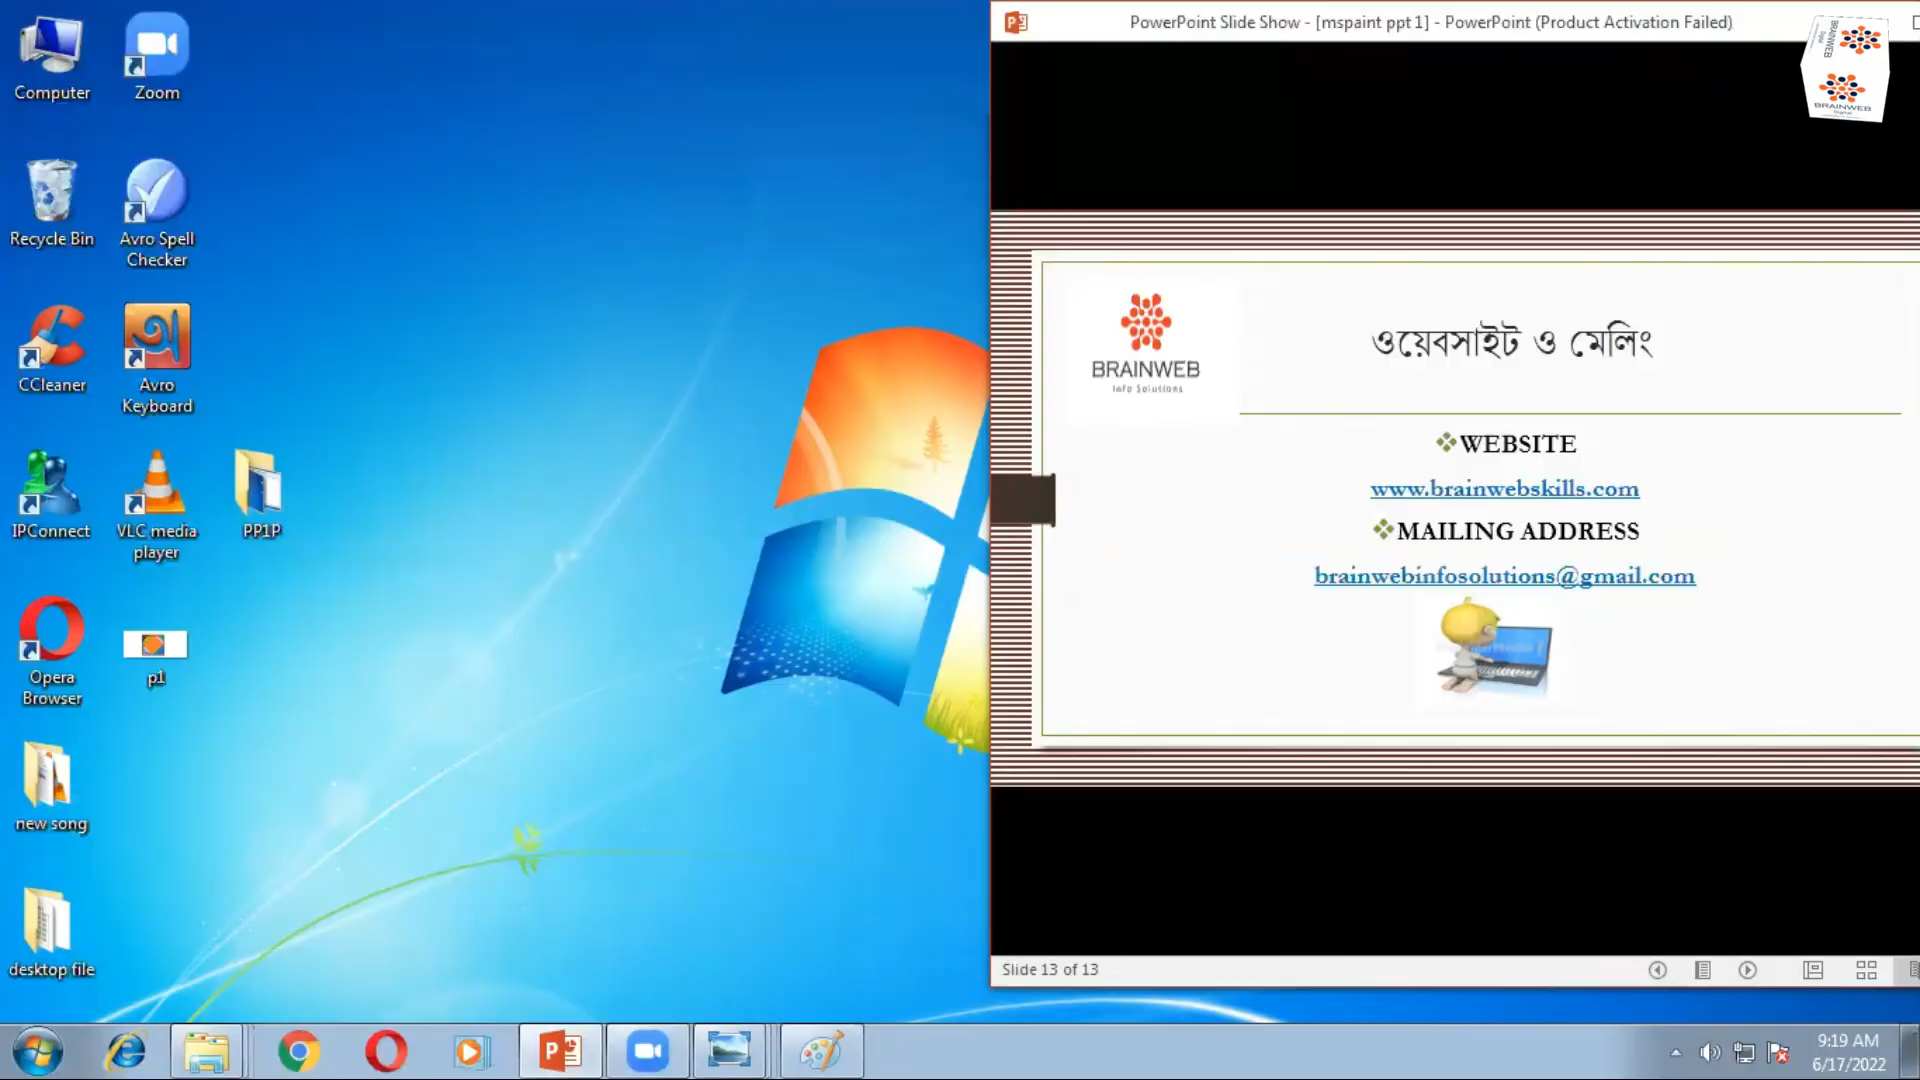 Computer
Zoom
Recycle Bin
Avro Spell
Checker
CCleaner
Avro
Keyboard
IPConnect
VLC media
player
PP1P
Opera
Browser
p1
new song
desktop file
PowerPoint Slide Show - [mspaint ppt 1] - PowerPoint (Product Activation Failed)
BRAINWEB
BRAINWEB
Digital
BRAINWEB
Info Solutions
ওয়েবসাইট ও মেলিং
WEBSITE
www.brainwebskills.com
MAILING ADDRESS
brainwebinfosolutions@gmail.com
Slide 13 of 13
9:19 AM
6/17/2022